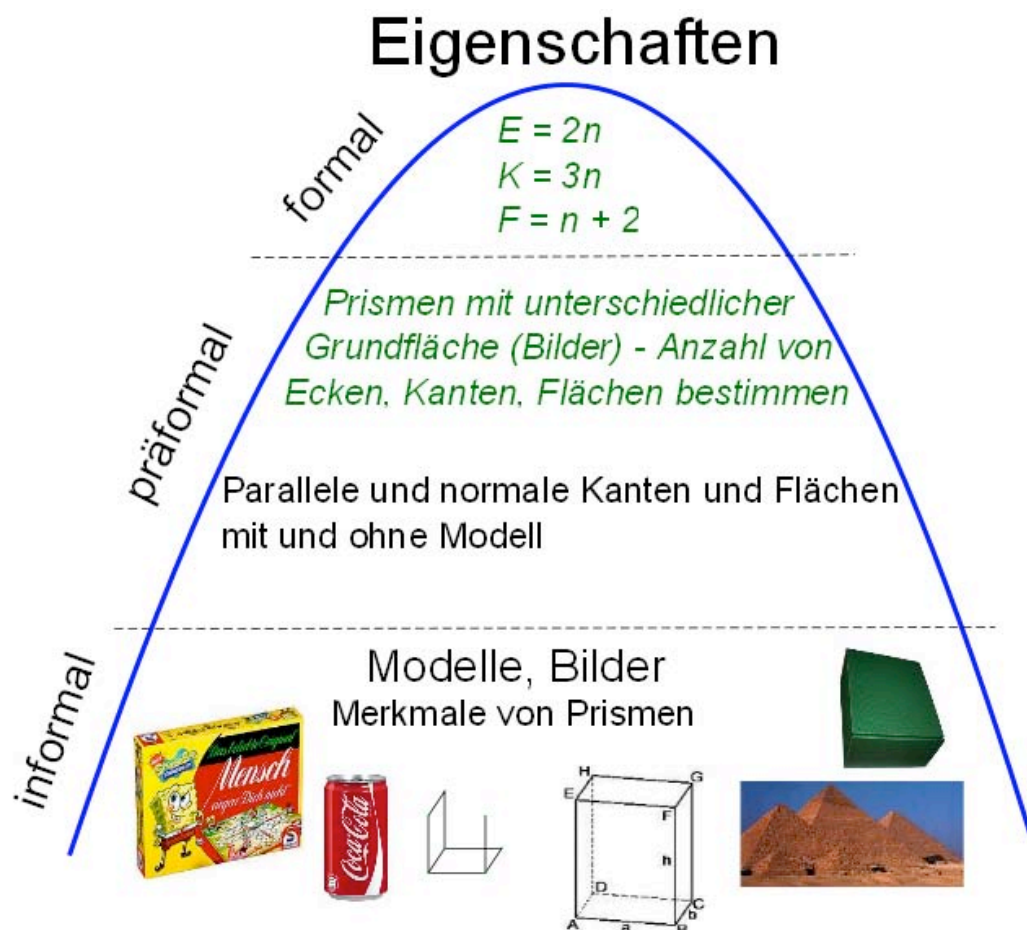 Eigenschaften
formal
E = 2n
K = 3n
F = n + 2
präformal
Prismen mit unterschiedlicher
Grundfläche (Bilder) - Anzahl von
Ecken, Kanten, Flächen bestimmen
Parallele und normale Kanten und Flächen
mit und ohne Modell
informal
Modelle, Bilder
Merkmale von Prismen
Mensch
ärgere Dich nicht
Schmidt
Coca-Cola
H
G
E
F
h
D
C
b
A
a
B